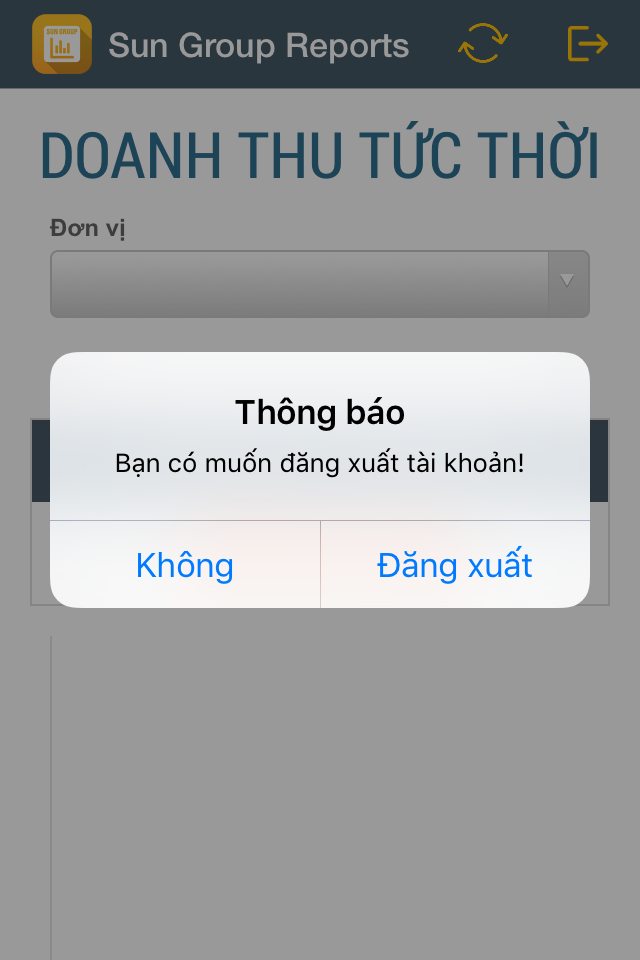 SUN GROUP
Sun Group Reports
DOANH THU TỨC THỜI
Đơn vị
Thông báo
Bạn có muốn đăng xuất tài khoản!
Không
Đăng xuất